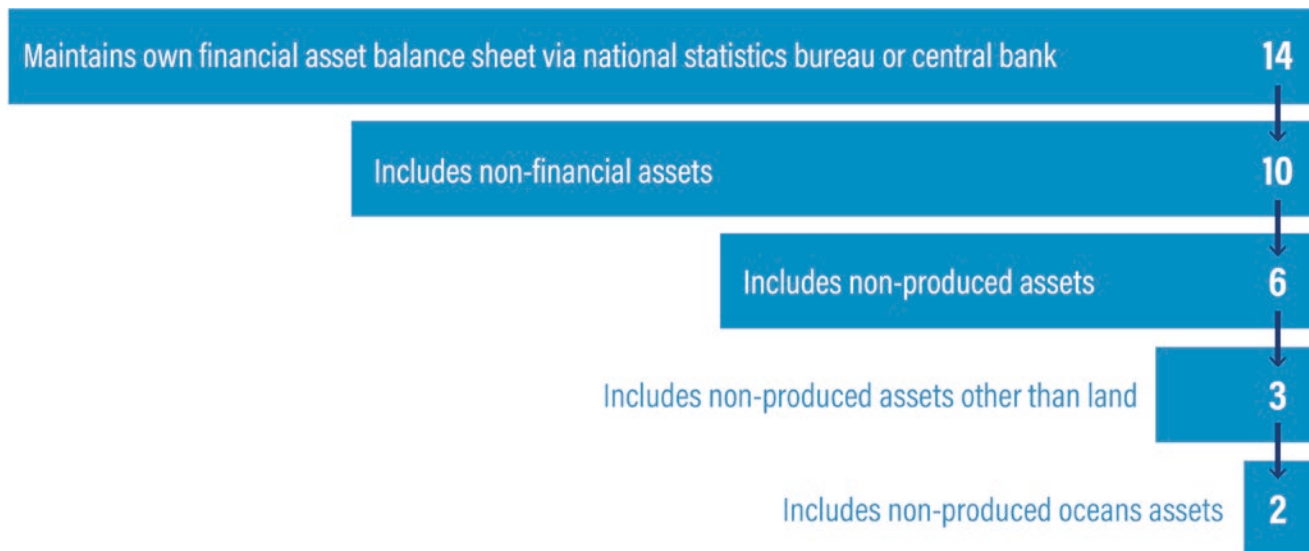 Maintains own financial asset balance sheet via national statistics bureau or central bank 14
Includes non-financial assets 10
Includes non-produced assets 6
Includes non-produced assets other than land 3
Includes non-produced oceans assets 2